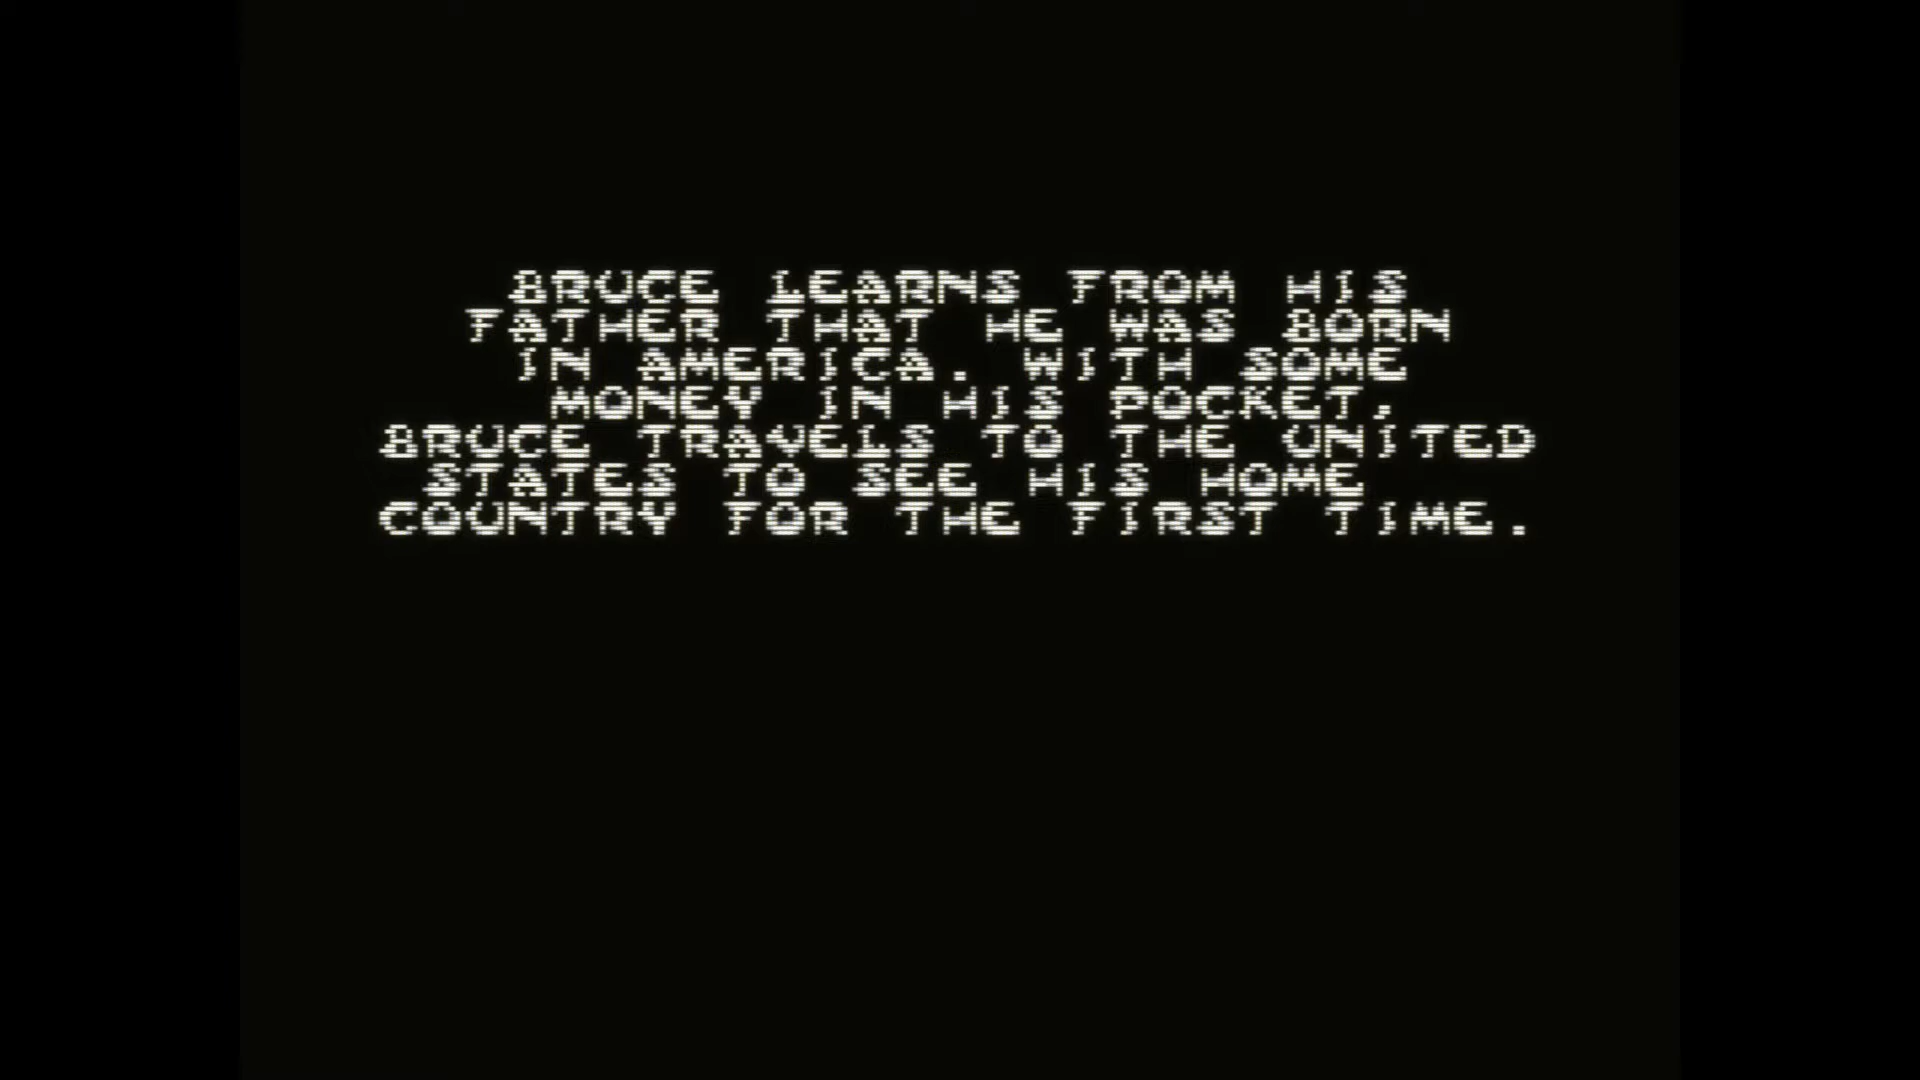 BRUCE LEARNS FROM HIS
FATHER THAT HE WAS BORN
IN AMERICA. WITH SOME
MONEY IN HIS POCKET,
BRUCE TRAVELS TO THE UNITED
STATES TO SEE HIS HOME
COUNTRY FOR THE FIRST TIME.